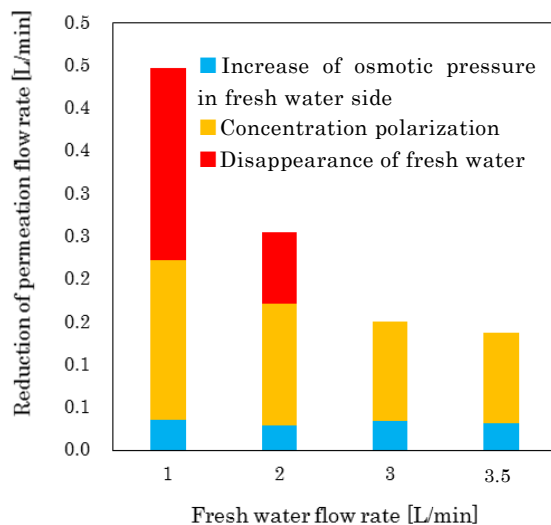 0.5
0.5
0.4
0.4
0.3
0.3
0.2
0.2
0.1
0.1
0.0
Reduction of permeation flow rate [L/min]
Increase of osmotic pressure
in fresh water side
Concentration polarization
Disappearance of fresh water
1 2 3 3.5
Fresh water flow rate [L/min]